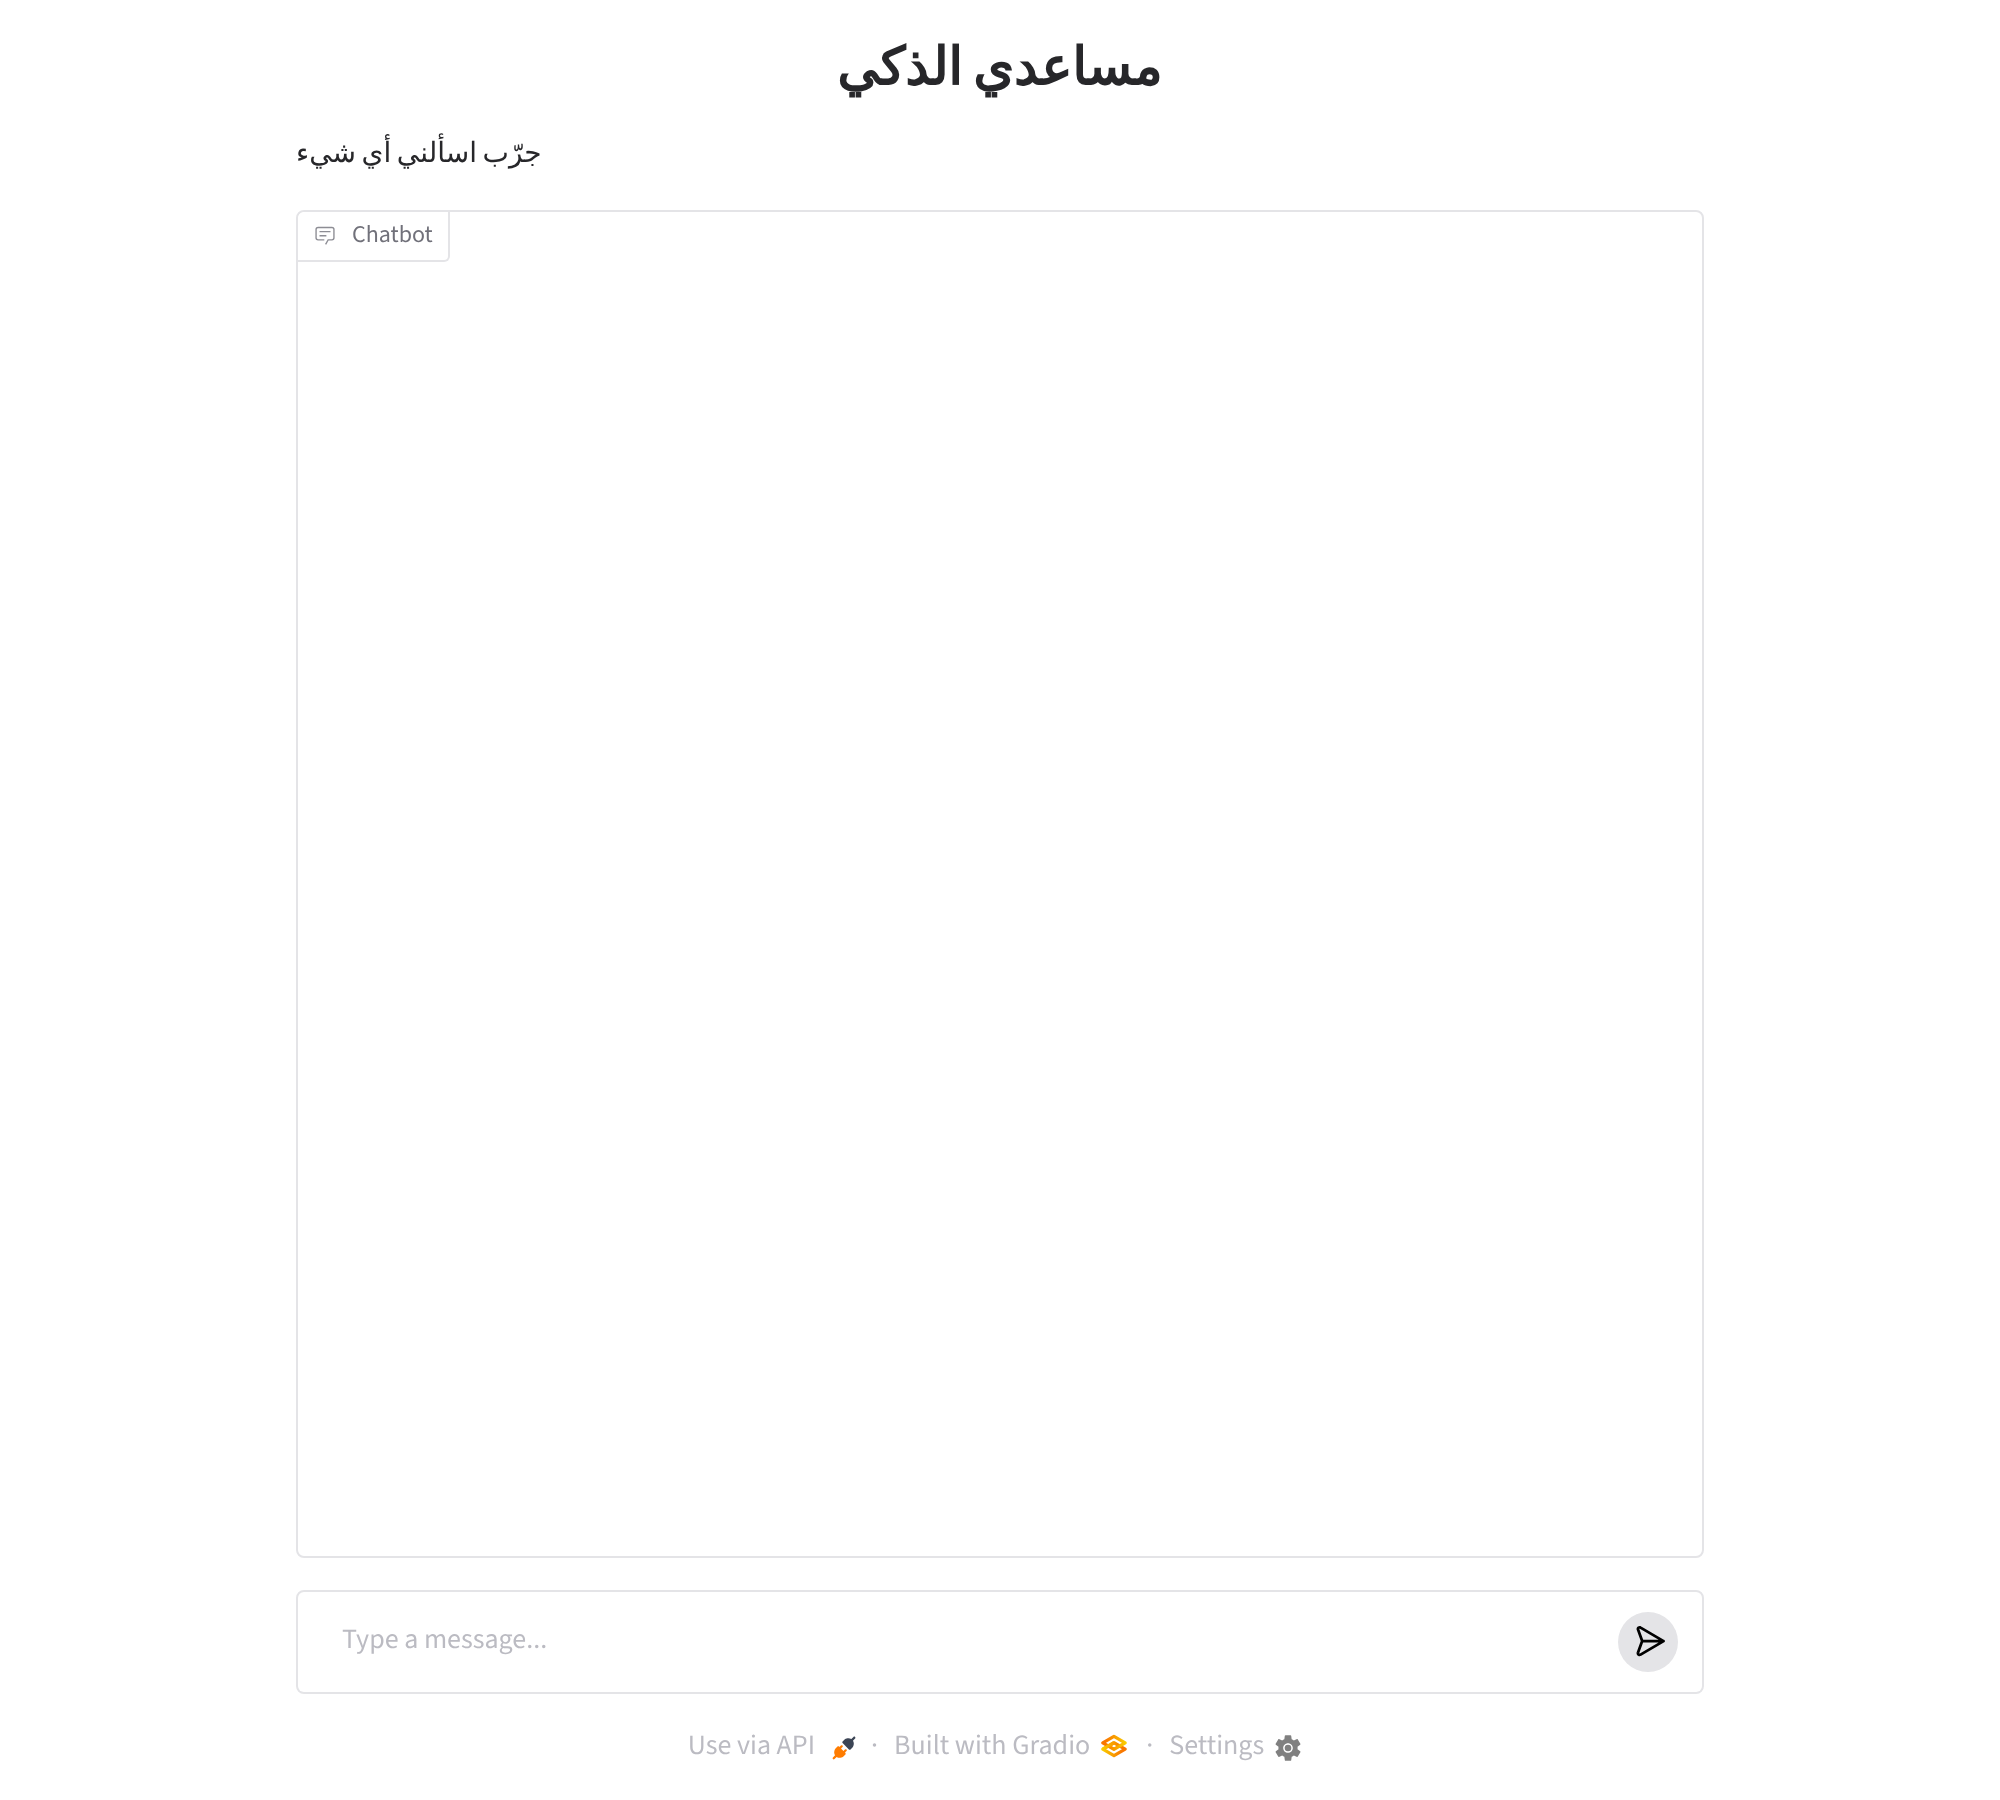 مساعدي الذكي
جرّب اسألني أي شيء
Chatbot
Type a message...
Use via API · Built with Gradio · Settings